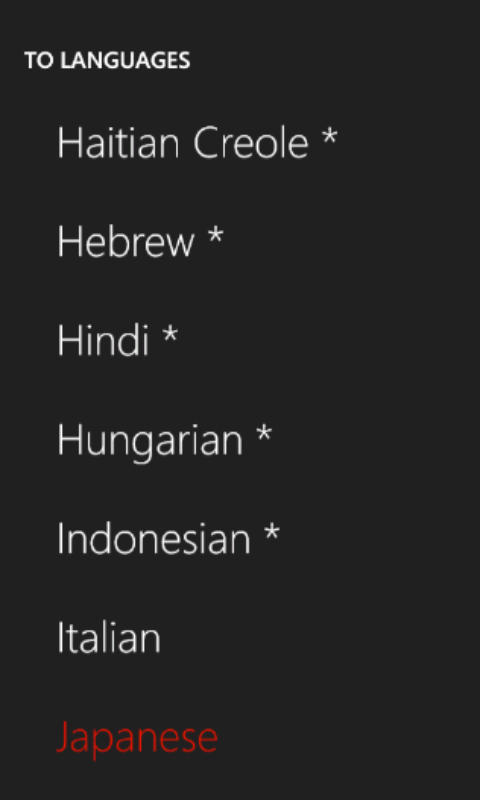 TO LANGUAGES
Haitian Creole *
Hebrew *
Hindi *
Hungarian *
Indonesian *
Italian
Japanese